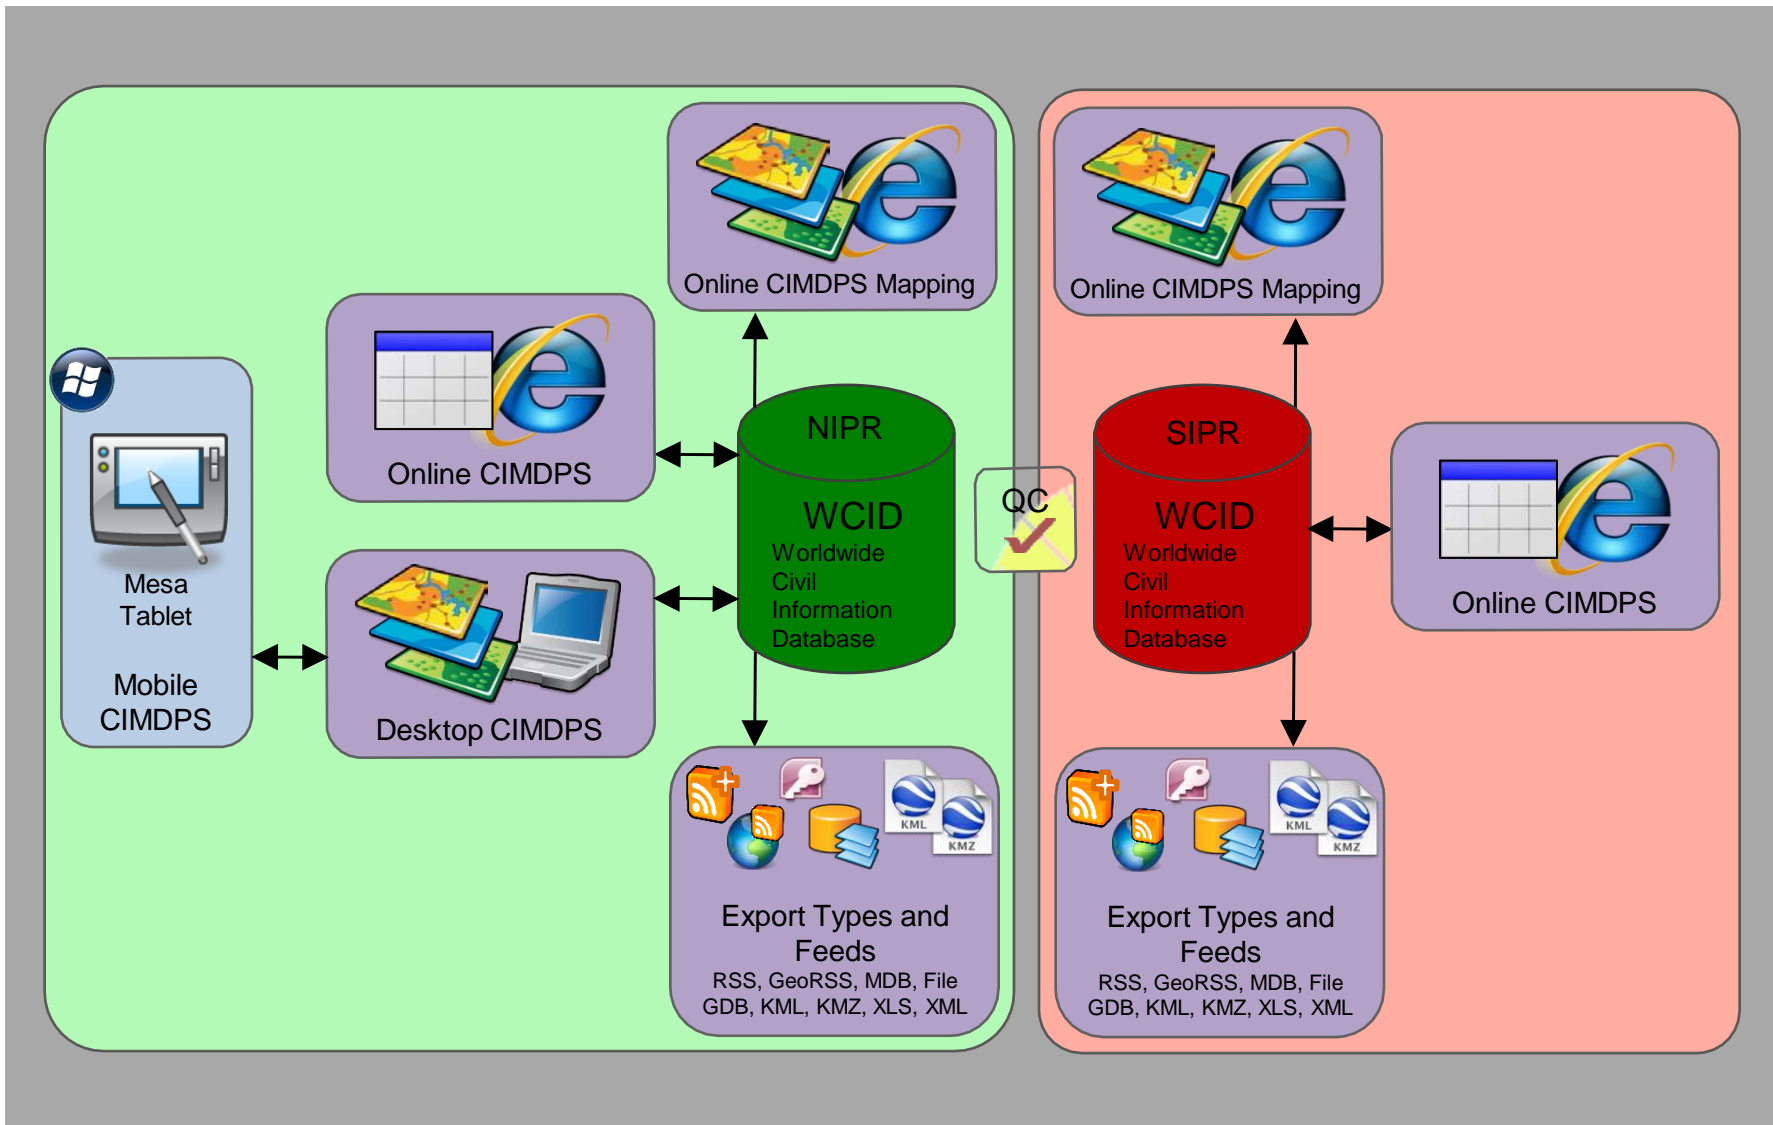 Online CIMDPS Mapping
Online CIMDPS
Mesa
Tablet
Mobile
CIMDPS
Desktop CIMDPS
NIPR
WCID
Worldwide
Civil
Information
Database
KML
KMZ
Export Types and
Feeds
RSS, GeoRSS, MDB, File
GDB, KML, KMZ, XLS, XML
QC
Online CIMDPS Mapping
SIPR
WCID
Worldwide
Civil
Information
Database
Online CIMDPS
KML
KMZ
Export Types and
Feeds
RSS, GeoRSS, MDB, File
GDB, KML, KMZ, XLS, XML